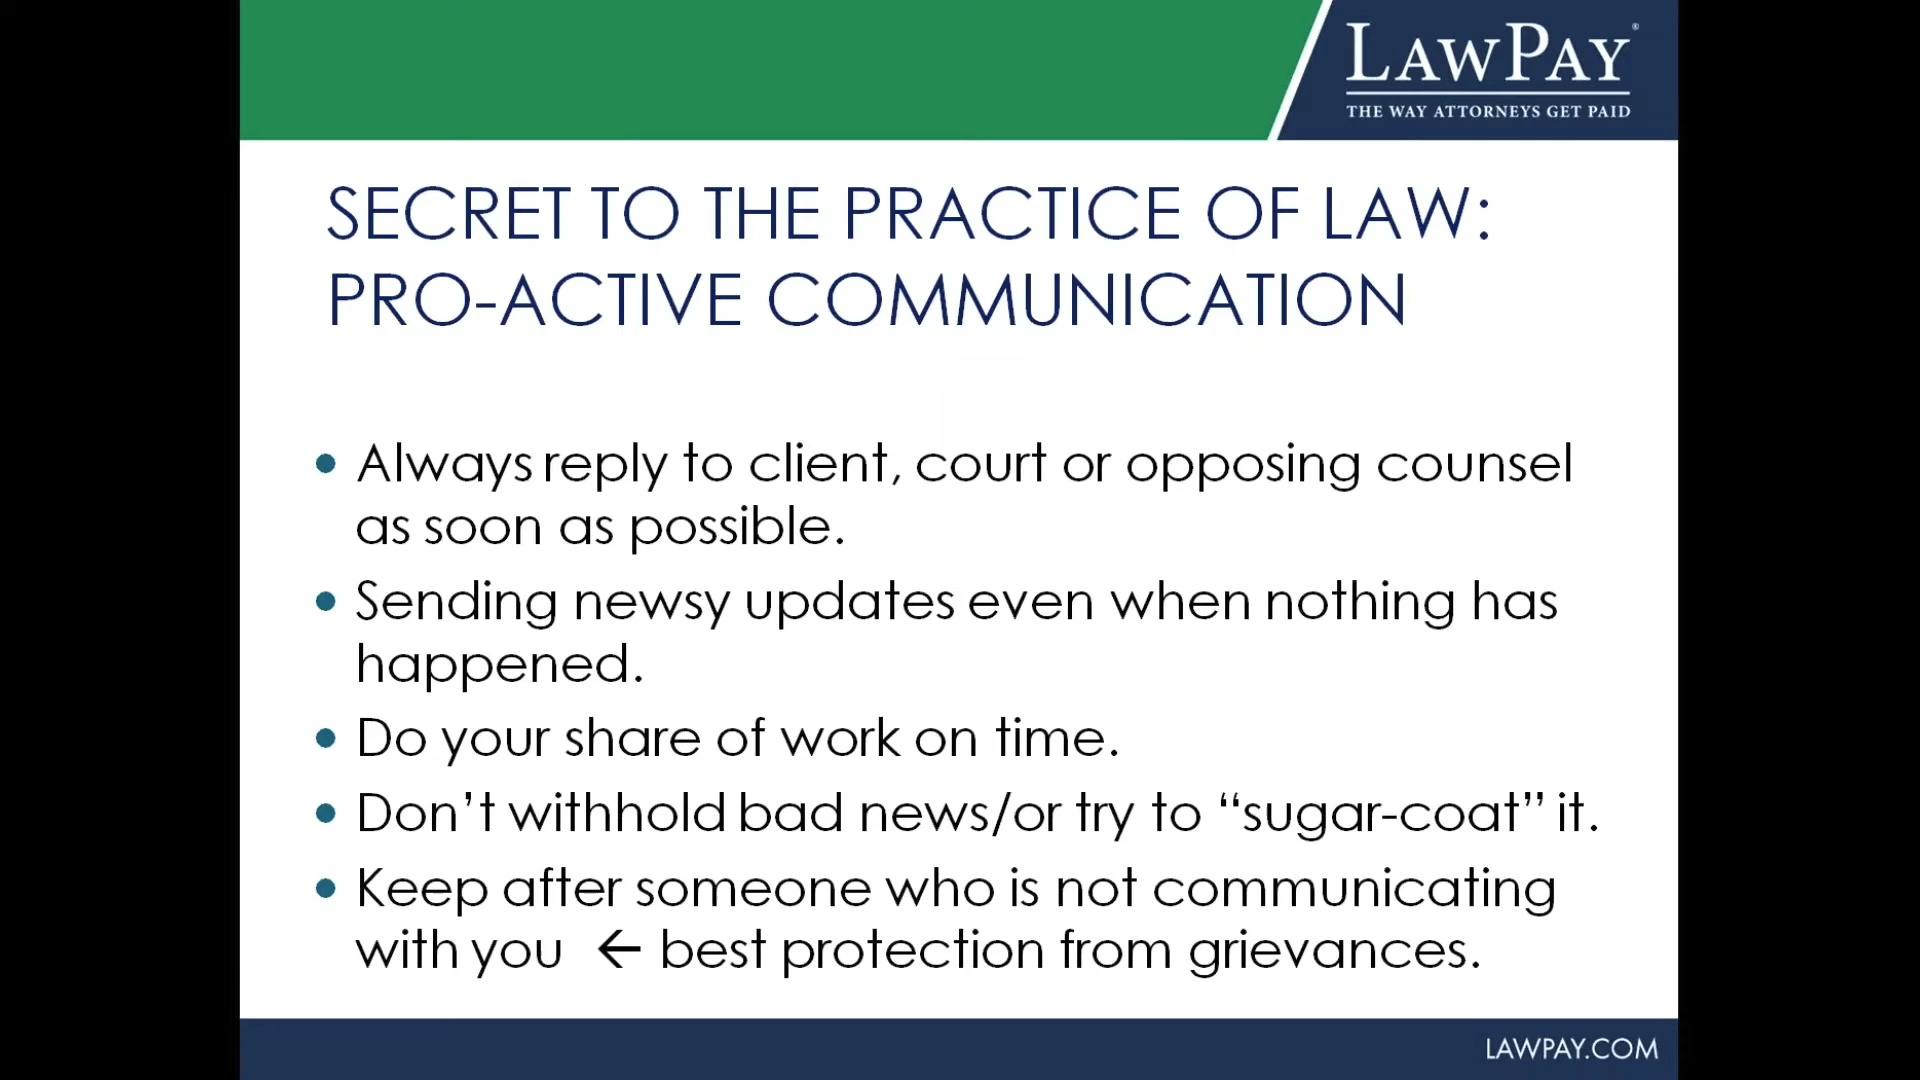 LAWPAY®
THE WAY ATTORNEYS GET PAID
SECRET TO THE PRACTICE OF LAW:
PRO-ACTIVE COMMUNICATION
• Always reply to client, court or opposing counsel
as soon as possible.
• Sending newsy updates even when nothing has
happened.
• Do your share of work on time.
• Don’t withhold bad news/or try to “sugar-coat” it.
• Keep after someone who is not communicating
with you ← best protection from grievances.
LAWPAY.COM